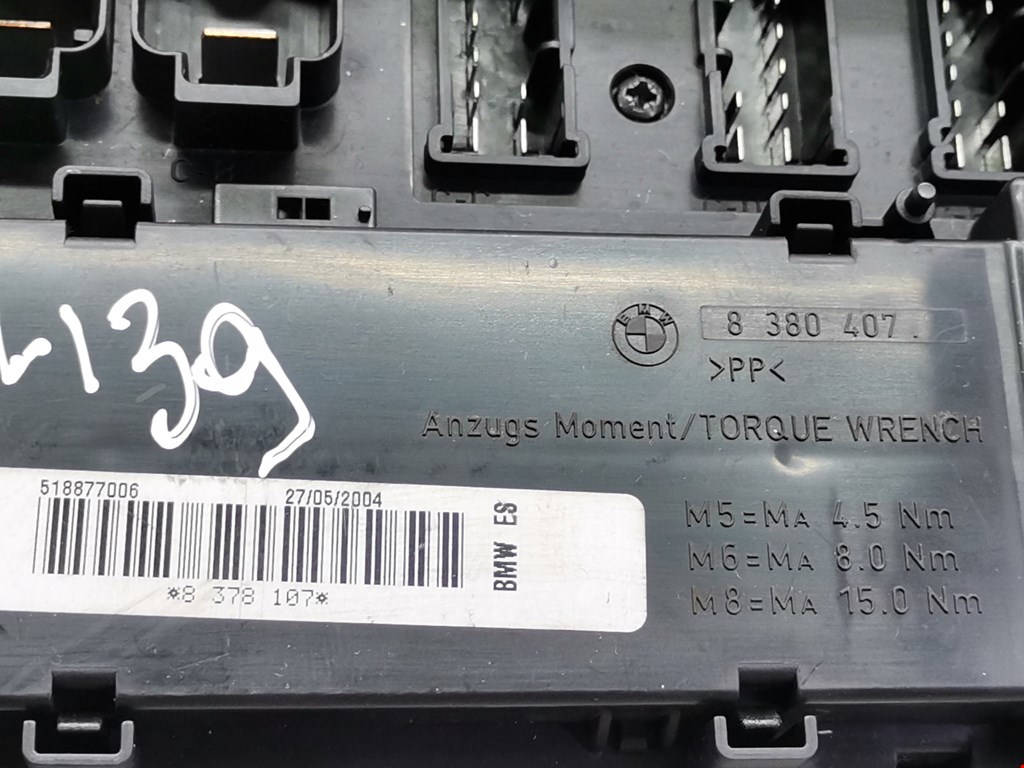 BMW
8 380 407.
>PP<
Anzugs Moment/TORQUE WRENCH
M5=MA 4.5 Nm
M6=MA 8.0 Nm
M8=MA 15.0 Nm
139
518877006 27/05/2004
*8 378 107*
BMW ES